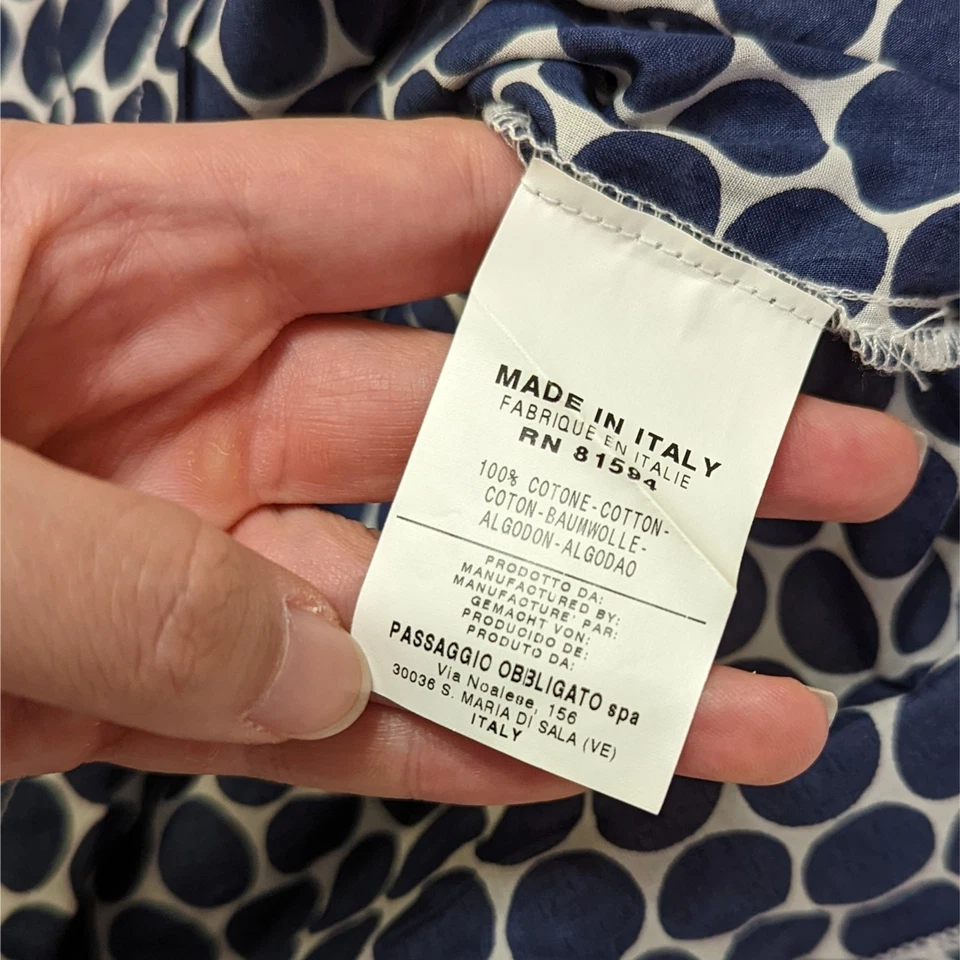 MADE IN ITALY
FABRIQUE EN ITALIE
RN 81594
100% COTONE-COTTON-
COTON-BAUMWOLLE-
ALGODON-ALGODAO
PRODOTTO DA:
MANUFACTURED BY:
MANUFACTURE' PAR:
GEMACHT VON:
PRODUCIDO DE:
PRODUTO DA:
PASSAGGIO OBBLIGATO spa
Via Noalese, 156
30036 S. MARIA DI SALA (VE)
ITALY